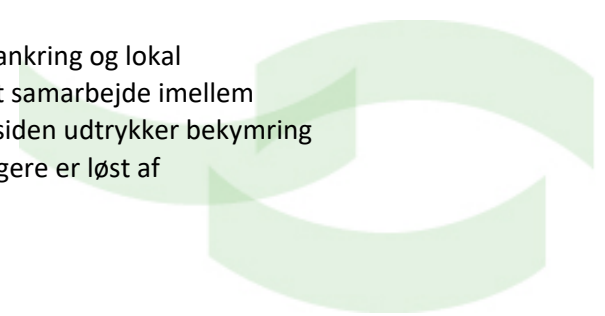 ankring og lokal
t samarbejde imellem
siden udtrykker bekymring
gere er løst af